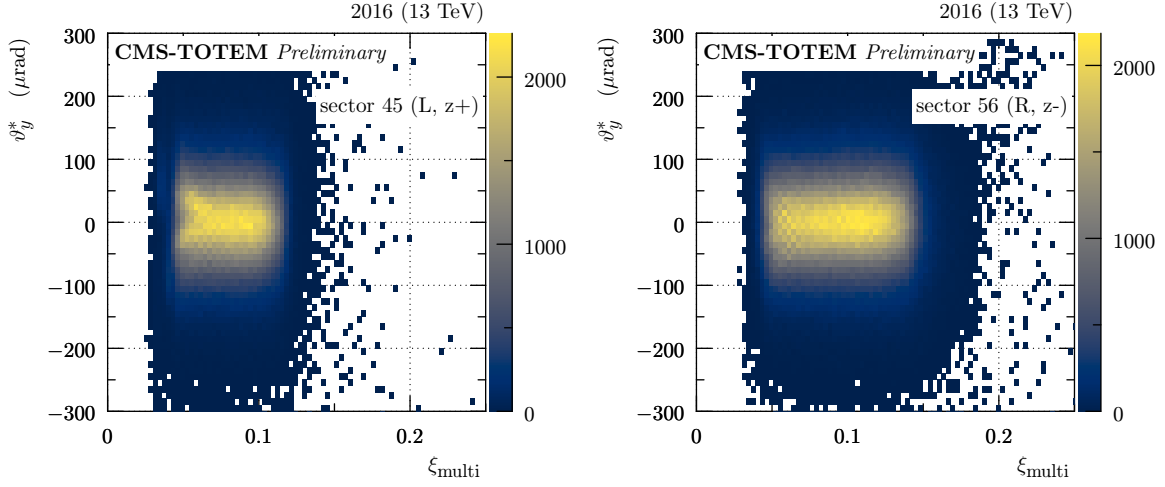 2016 (13 TeV)
CMS-TOTEM Preliminary
sector 45 (L, z+)
ϑ*y (μrad)
300
200
100
0
−100
−200
−300
0
0.1
0.2
ξmulti
2000
1000
0
2016 (13 TeV)
CMS-TOTEM Preliminary
sector 56 (R, z-)
ϑ*y (μrad)
300
200
100
0
−100
−200
−300
0
0.1
0.2
ξmulti
2000
1000
0